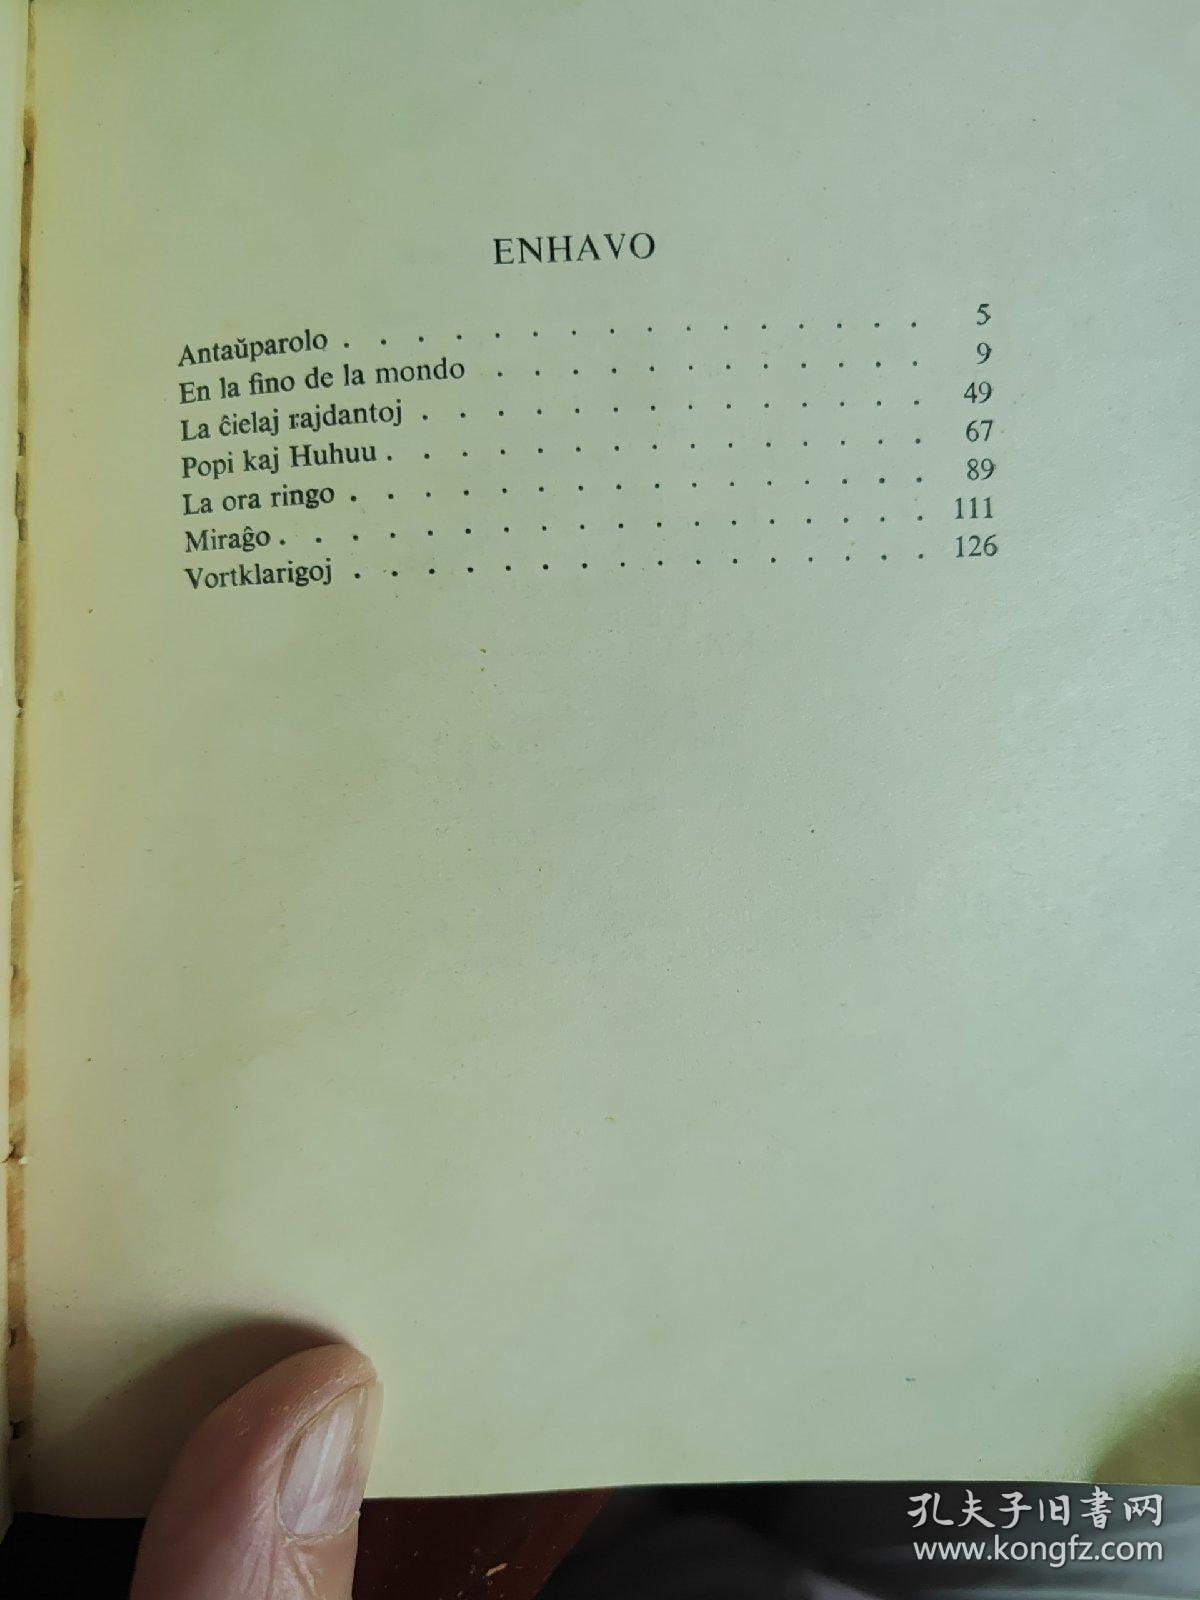 ENHAVO
Antaŭparolo . . . . . . . . . . . . . . . . 5
En la fino de la mondo . . . . . . . . . . . . 9
La ĉielaj rajdantoj . . . . . . . . . . . . . . 49
Popi kaj Huhuu . . . . . . . . . . . . . . . 67
La ora ringo . . . . . . . . . . . . . . . . 89
Miraĝo . . . . . . . . . . . . . . . . . . 111
Vortklarigoj . . . . . . . . . . . . . . . . 126
孔夫子旧书网
www.kongfz.com